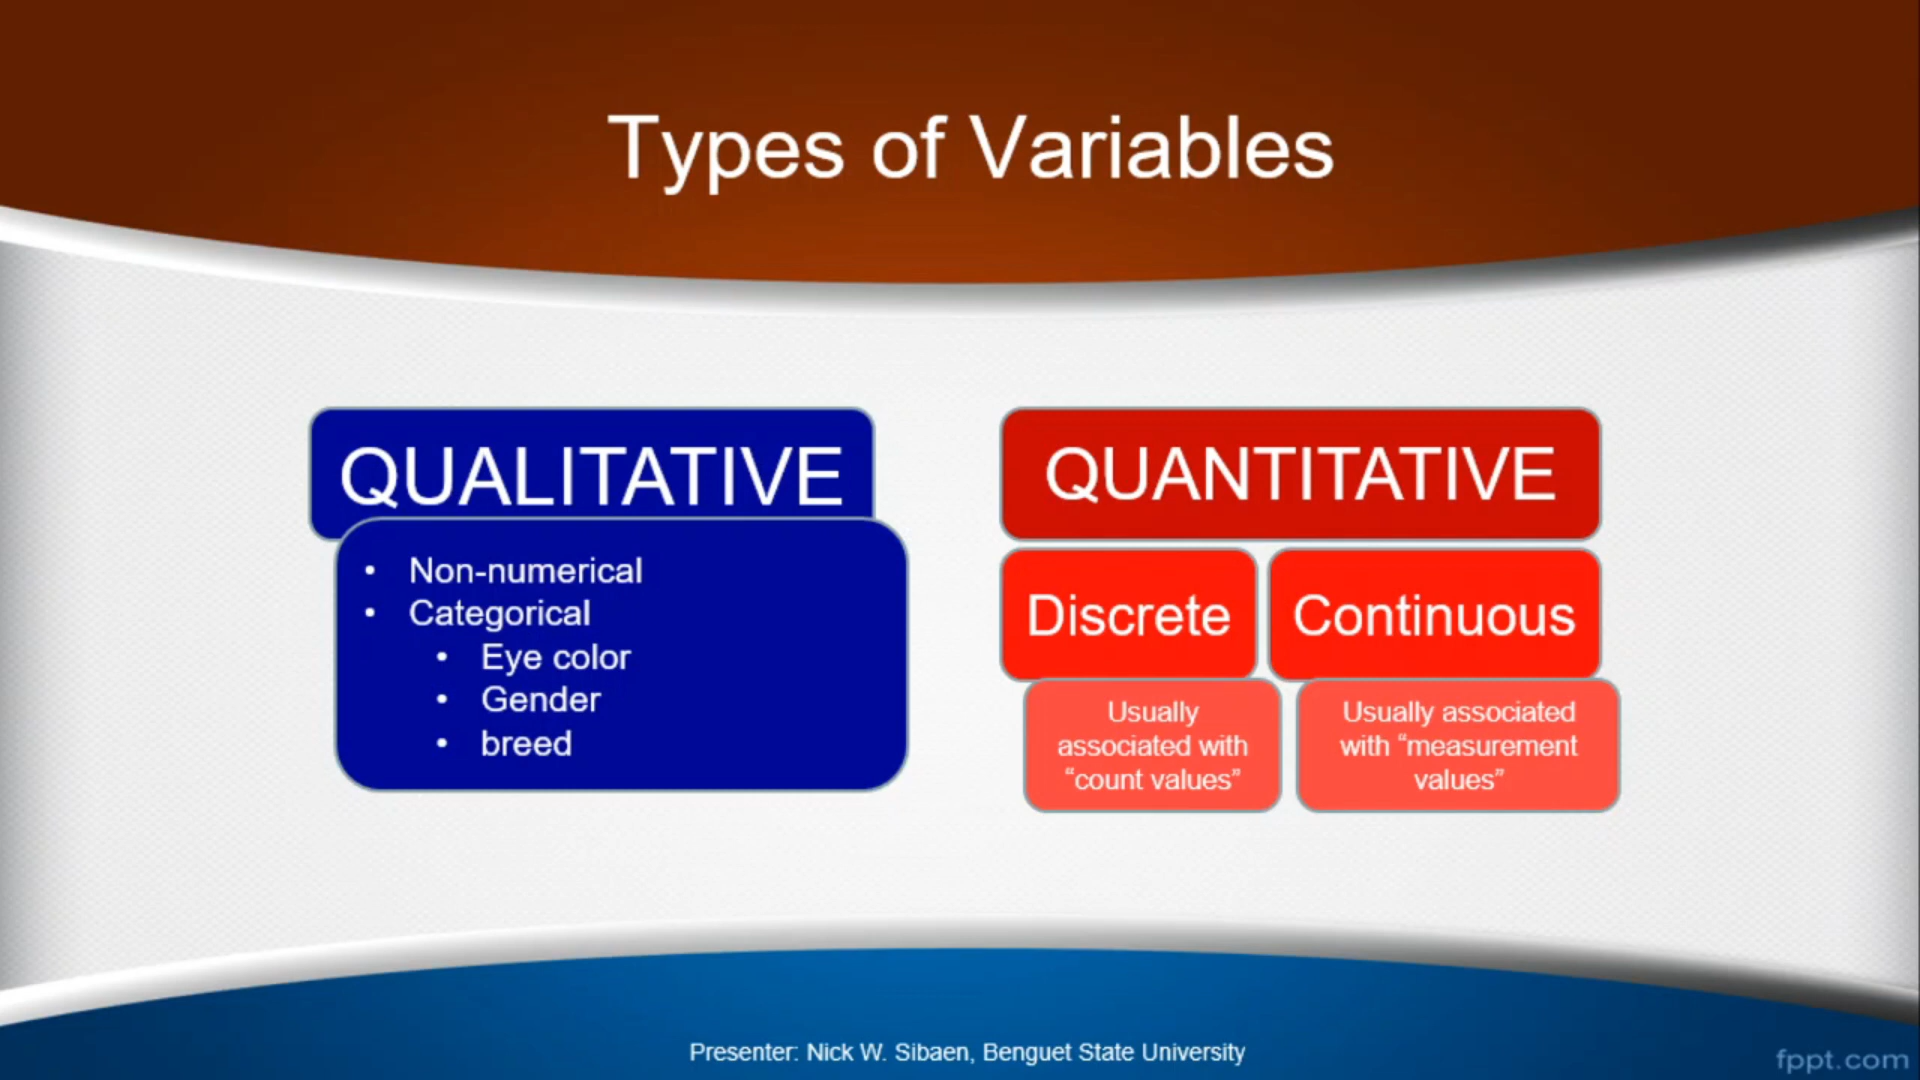 Types of Variables
QUALITATIVE
• Non-numerical
• Categorical
• Eye color
• Gender
• breed
QUANTITATIVE
Discrete
Usually
associated with
“count values”
Continuous
Usually associated
with “measurement
values”
Presenter: Nick W. Sibaen, Benguet State University
fppt.com